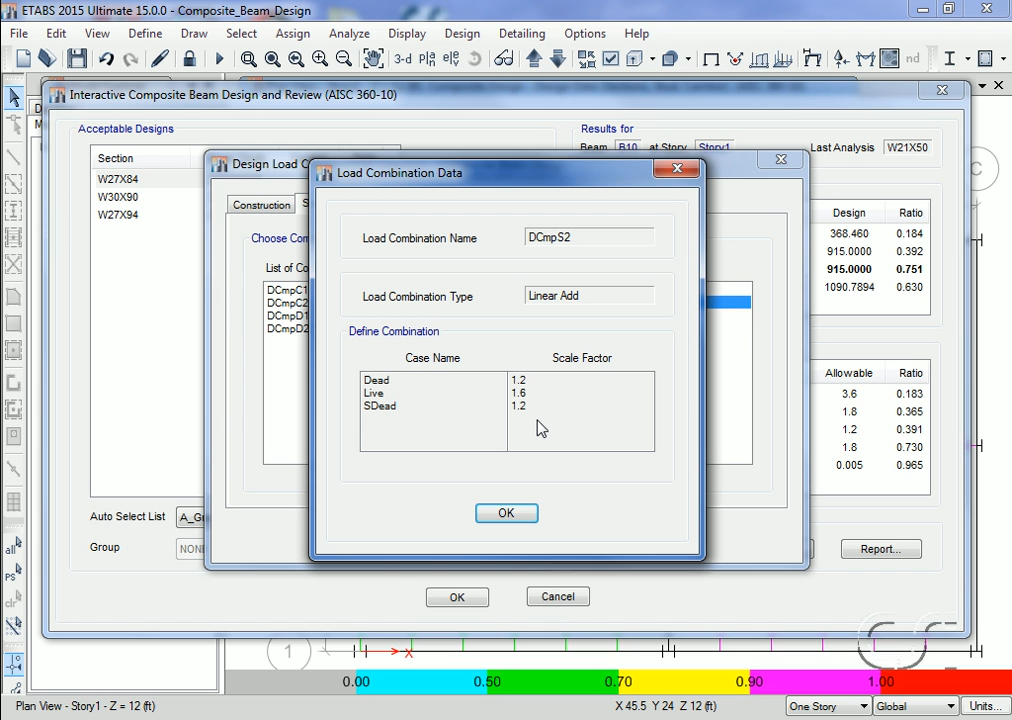 ETABS 2015 Ultimate 15.0.0 - Composite_Beam_Design
File Edit View Define Draw Select Assign Analyze Display Design Detailing Options Help
3-d nd
Interactive Composite Beam Design and Review (AISC 360-10)
Acceptable Designs
Results for
Beam B10 at Story Story1 Last Analysis W21X50
Section
W27X84
W30X90
W27X94
Design Load C
Construction S
Choose Com
List of Co
DCmpC1
DCmpC2
DCmpD1
DCmpD2
Load Combination Data
Load Combination Name DCmpS2
Load Combination Type Linear Add
Define Combination
Case Name Scale Factor
Dead 1.2
Live 1.6
SDead 1.2
OK
Design Ratio
368.460 0.184
915.0000 0.392
915.0000 0.751
1090.7894 0.630
Allowable Ratio
3.6 0.183
1.8 0.365
1.2 0.391
1.8 0.730
0.005 0.965
Auto Select List A_Gr
Group NONE
Report...
OK Cancel
all
PS
clr
C
1 X
CSI
0.00 0.50 0.70 0.90 1.00
Plan View - Story1 - Z = 12 (ft) X 45.5 Y 24 Z 12 (ft) One Story Global Units...